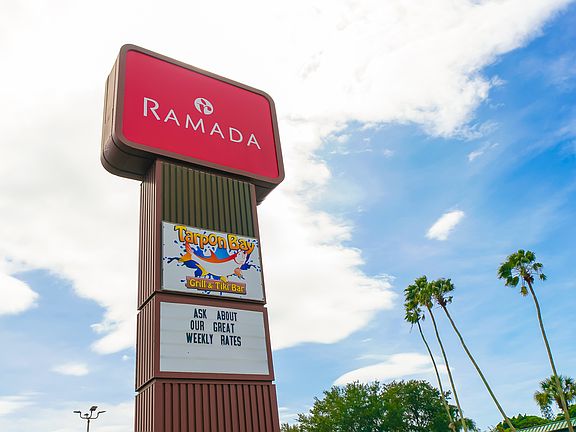 RAMADA
Tarpon Bay
Grill & Tiki Bar
ASK ABOUT
OUR GREAT
WEEKLY RATES